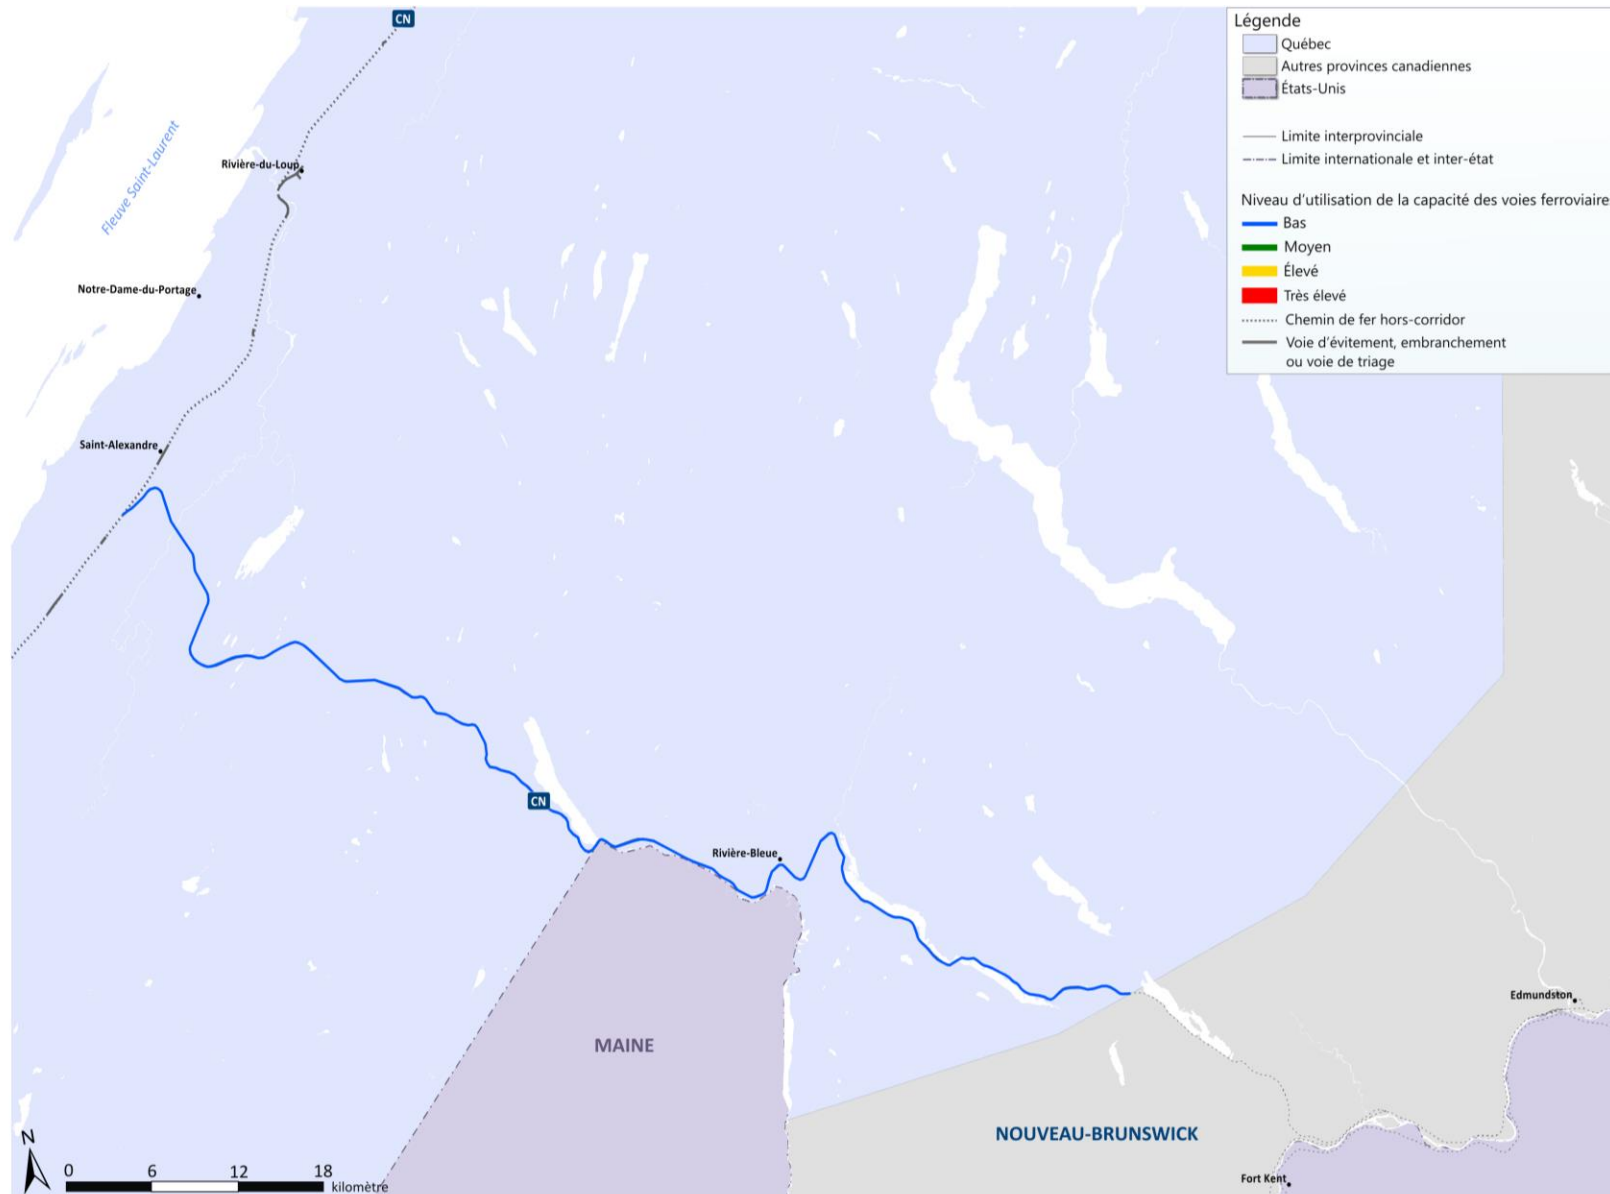 CN
Légende
Québec
Autres provinces canadiennes
États-Unis
Limite interprovinciale
Limite internationale et inter-état
Niveau d'utilisation de la capacité des voies ferroviaire
Bas
Moyen
Élevé
Très élevé
Chemin de fer hors-corridor
Voie d'évitement, embranchement
ou voie de triage
Fleuve Saint-Laurent
Rivière-du-Loup
Notre-Dame-du-Portage
Saint-Alexandre
CN
Rivière-Bleue
Edmundston
MAINE
NOUVEAU-BRUNSWICK
Fort Kent
N
0 6 12 18
kilomètre